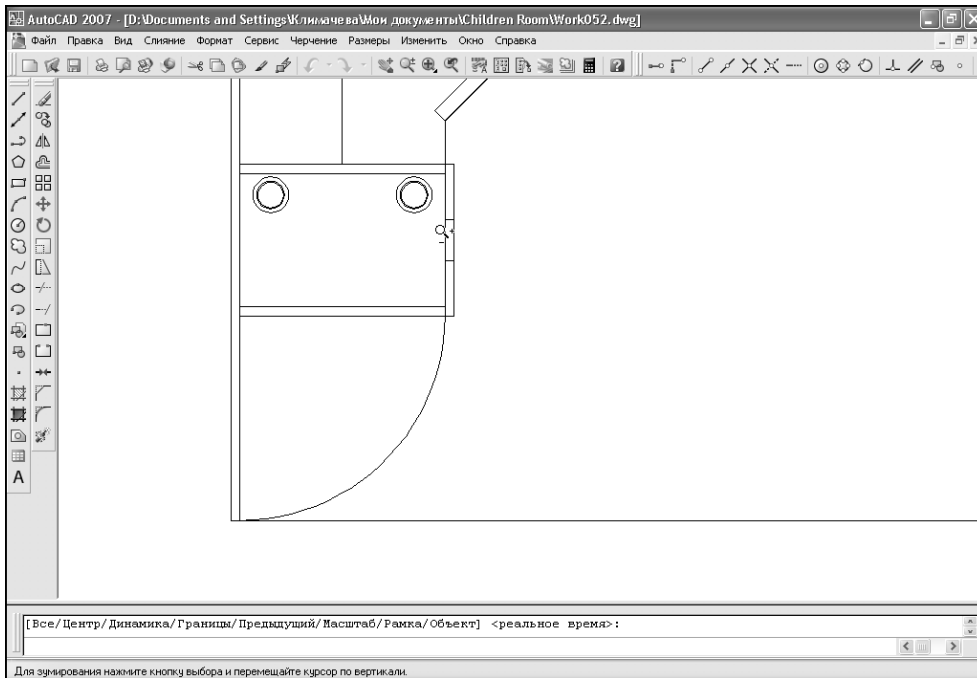 AutoCAD 2007 - [D:\Documents and Settings\Климачева\Мои документы\Children Room\Work052.dwg]
Файл Правка Вид Слияние Формат Сервис Черчение Размеры Изменить Окно Справка
A
[Все/Центр/Динамика/Границы/Предыдущий/Масштаб/Рамка/Объект] <реальное время>:
Для зумирования нажмите кнопку выбора и перемещайте курсор по вертикали.